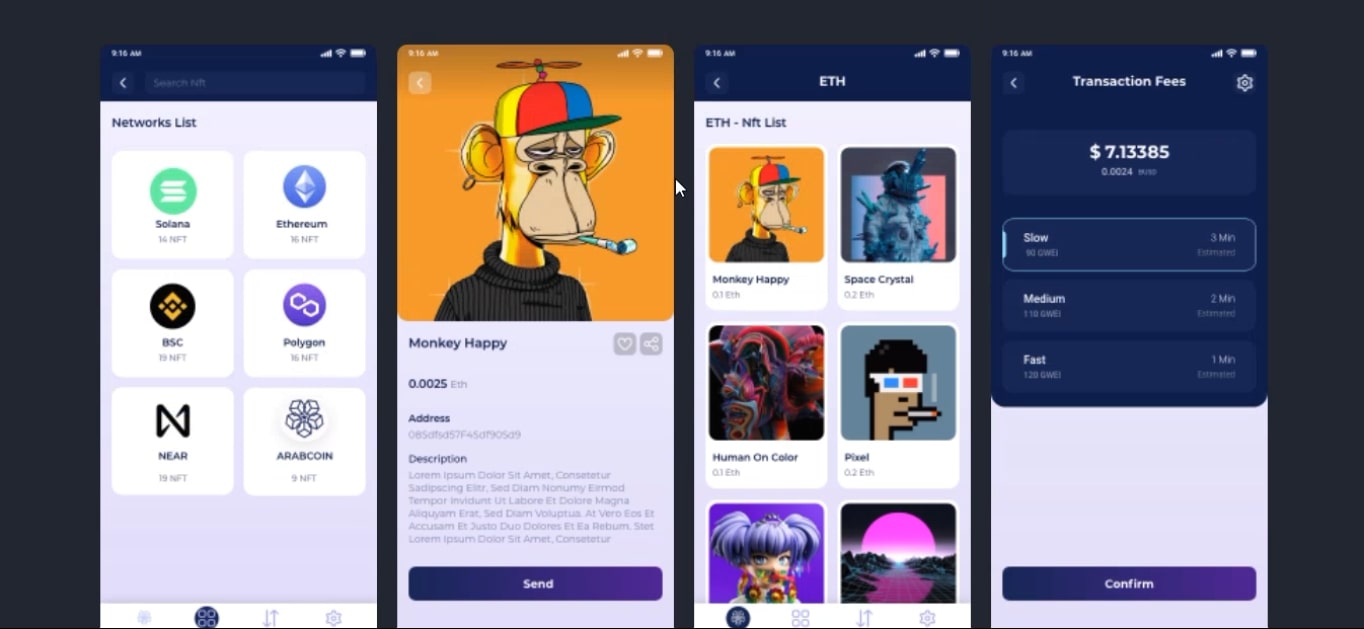 9:16 AM
Search Nft
Networks List
Solana
14 NFT
Ethereum
16 NFT
BSC
19 NFT
Polygon
16 NFT
NEAR
19 NFT
ARABCOIN
9 NFT
9:16 AM
Monkey Happy
0.0025 Eth
Address
Description
Lorem Ipsum Dolor Sit Amet, Consetetur
Sadipscing Elitr, Sed Diam Nonumy Eirmod
Tempor Invidunt Ut Labore Et Dolore Magna
Aliquyam Erat, Sed Diam Voluptua. At Vero Eos Et
Accusam Et Justo Duo Dolores Et Ea Rebum. Stet
Lorem Ipsum Dolor Sit Amet, Consetetur
Send
9:16 AM
ETH
ETH - Nft List
Monkey Happy
0.1 Eth
Space Crystal
0.2 Eth
Human On Color
0.1 Eth
Pixel
0.2 Eth
9:16 AM
Transaction Fees
$ 7.13385
0.0024 BUSD
Slow
3 Min
90 GWEI
Estimated
Medium
2 Min
110 GWEI
Estimated
Fast
1 Min
120 GWEI
Estimated
Confirm